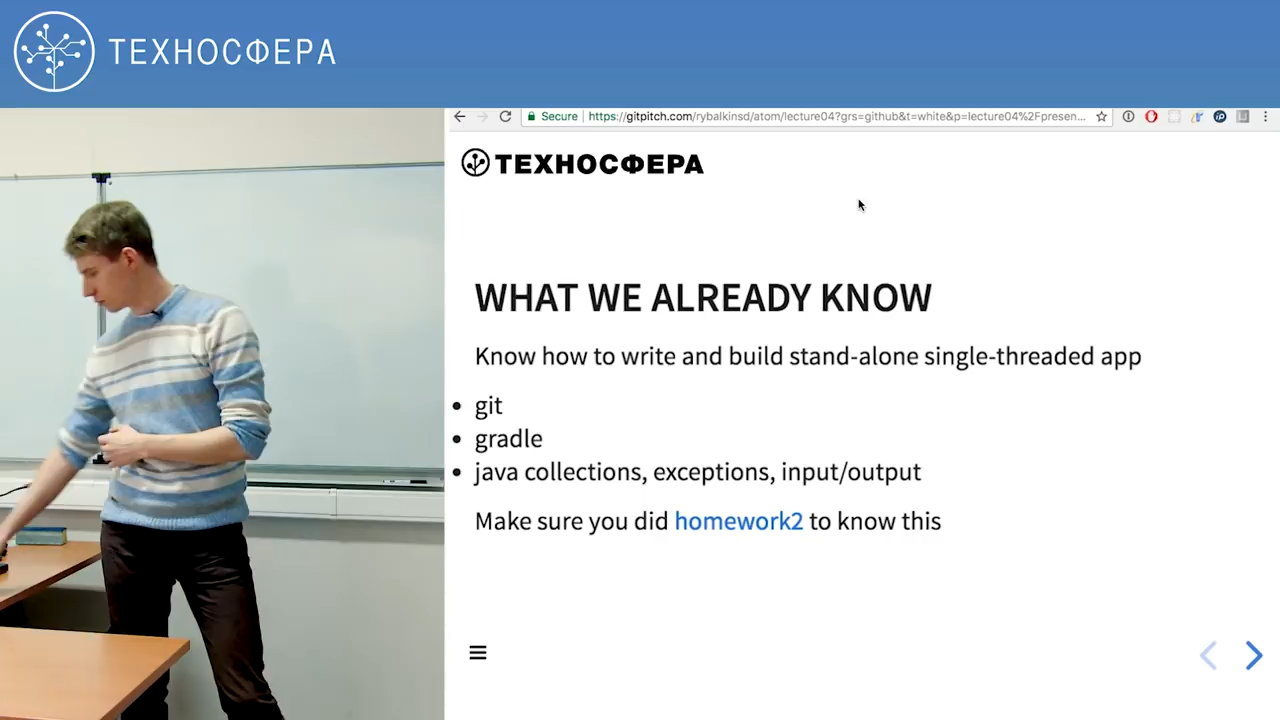 ТЕХНОСФЕРА
Secure https://gitpitch.com/rybalkinsd/atom/lecture04?grs=github&t=white&p=lecture04%2Fpresen...
ТЕХНОСФЕРА
WHAT WE ALREADY KNOW
Know how to write and build stand-alone single-threaded app
• git
• gradle
• java collections, exceptions, input/output
Make sure you did homework2 to know this